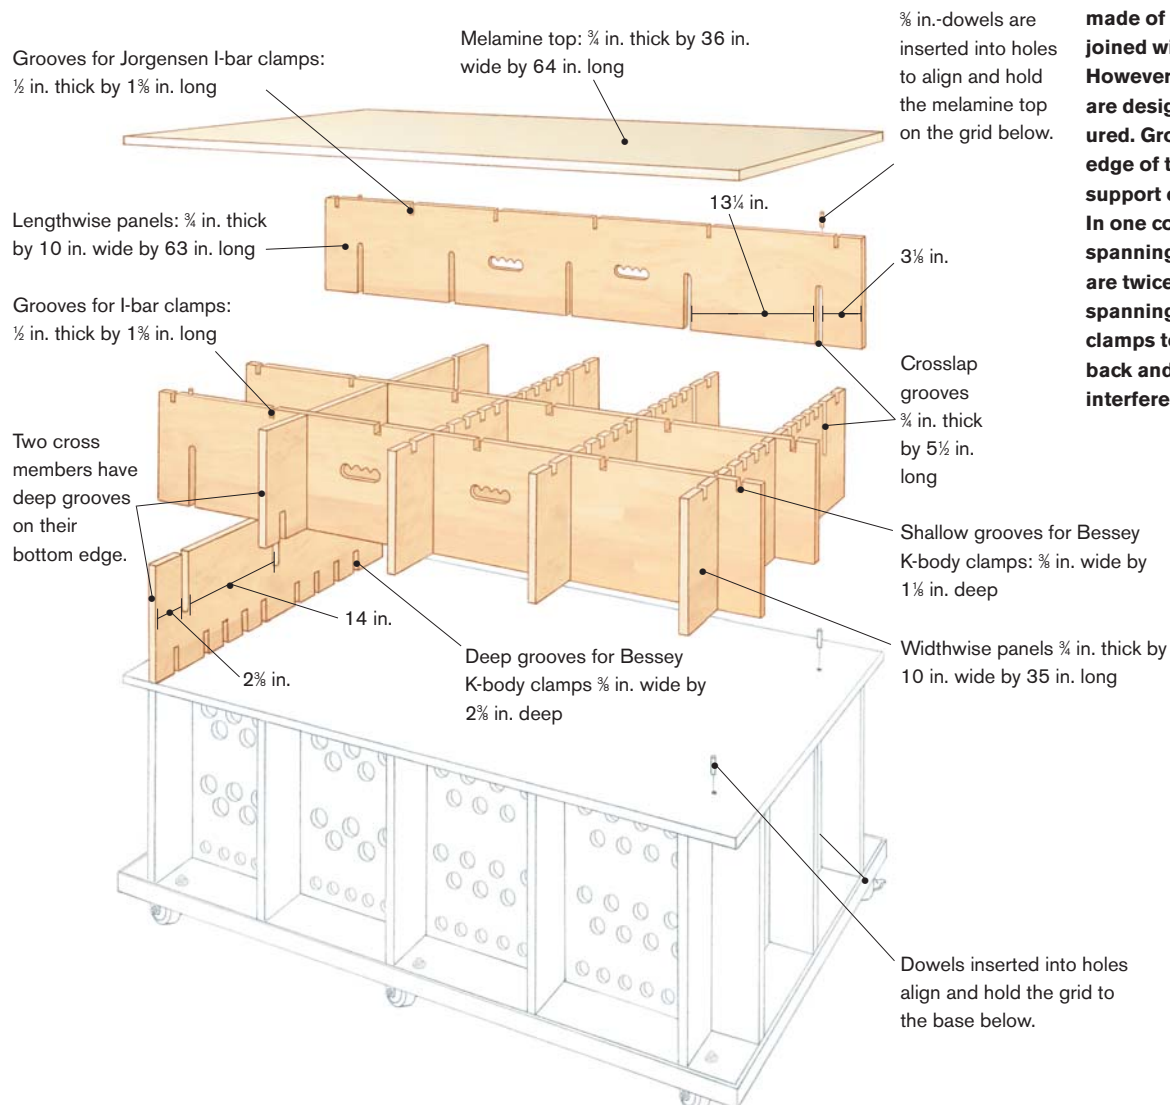 Grooves for Jorgensen I-bar clamps:
½ in. thick by 1⅜ in. long
Melamine top: ¾ in. thick by 36 in.
wide by 64 in. long
⅜ in.-dowels are
inserted into holes
to align and hold
the melamine top
on the grid below.
made of
joined wi
However
are desig
ured. Gro
edge of t
support c
In one co
spanning
are twice
spanning
clamps to
back and
interfere
Lengthwise panels: ¾ in. thick
by 10 in. wide by 63 in. long
13¼ in.
3⅛ in.
Grooves for I-bar clamps:
½ in. thick by 1⅜ in. long
Crosslap
grooves
¾ in. thick
by 5½ in.
long
Two cross
members have
deep grooves
on their
bottom edge.
Shallow grooves for Bessey
K-body clamps: ⅜ in. wide by
1⅛ in. deep
14 in.
2⅜ in.
Deep grooves for Bessey
K-body clamps ⅜ in. wide by
2⅜ in. deep
Widthwise panels ¾ in. thick by
10 in. wide by 35 in. long
Dowels inserted into holes
align and hold the grid to
the base below.